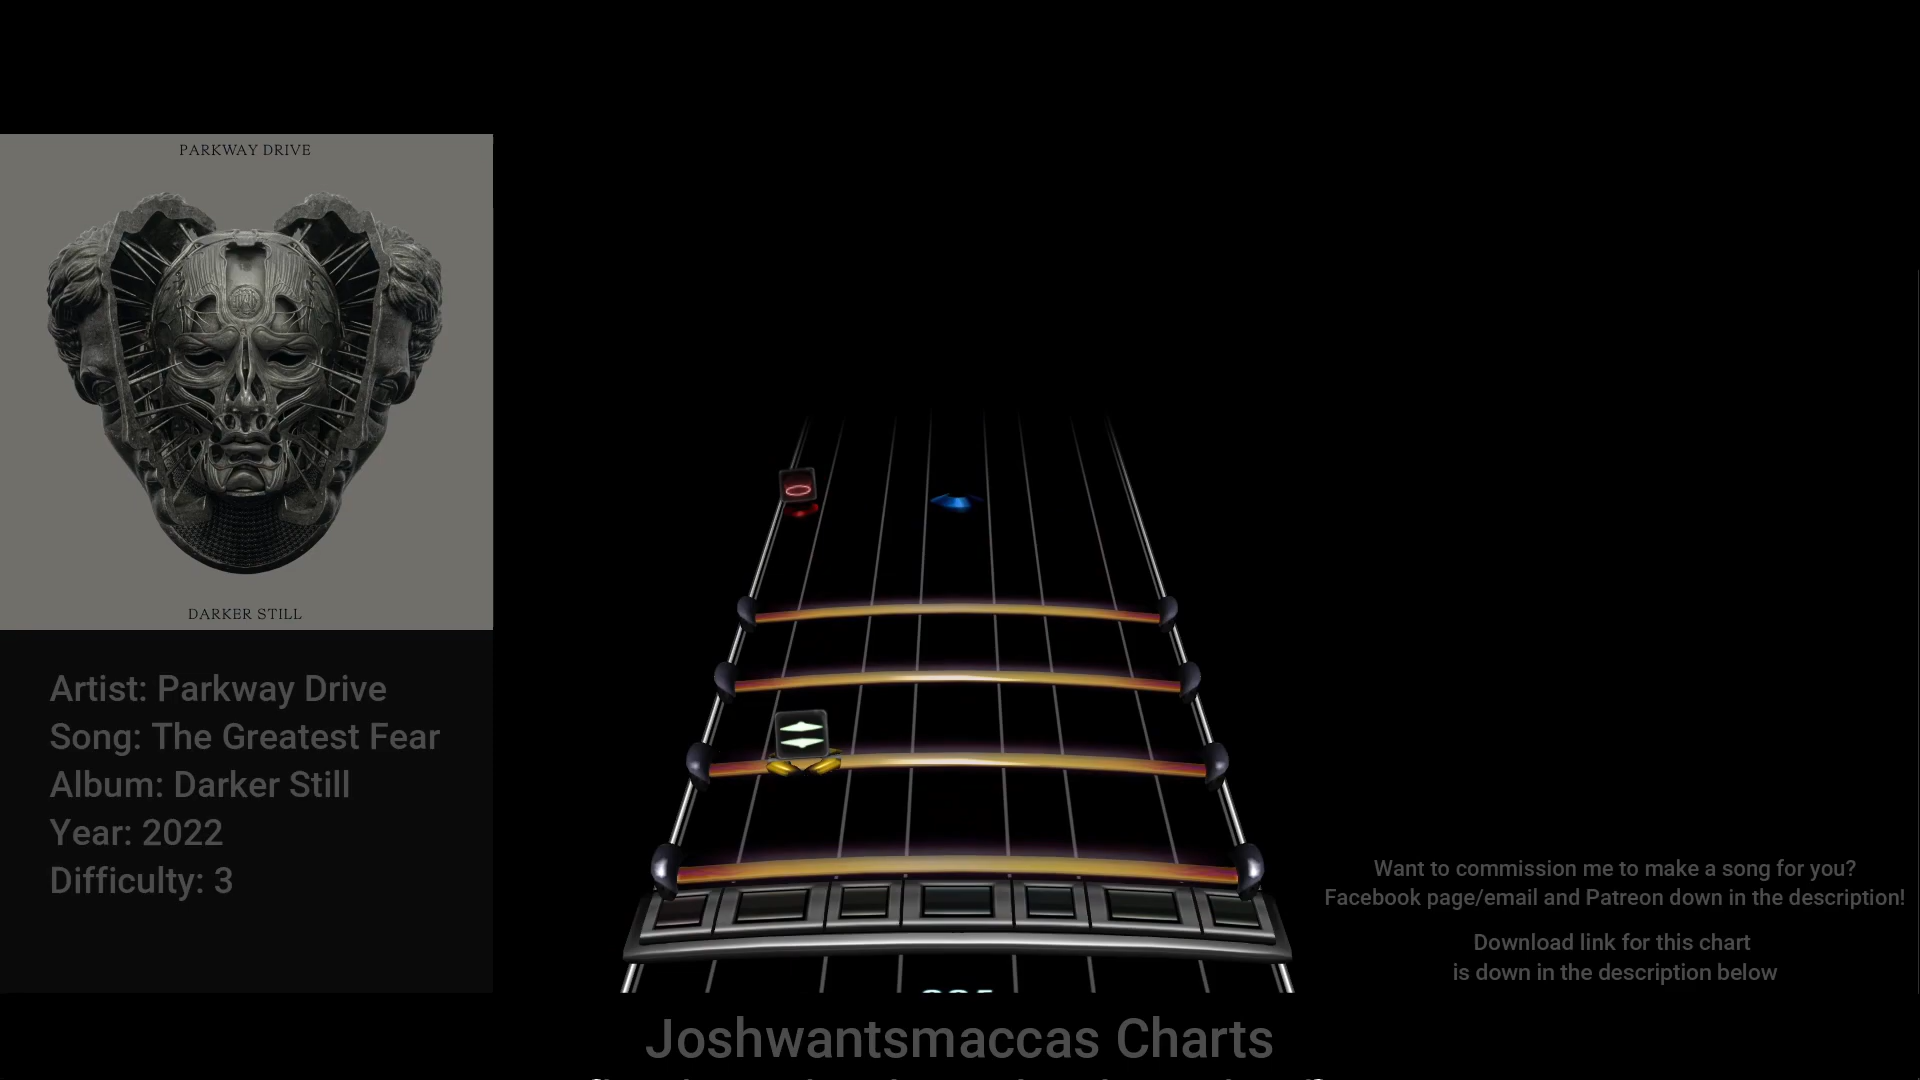 PARKWAY DRIVE
DARKER STILL
Artist: Parkway Drive
Song: The Greatest Fear
Album: Darker Still
Year: 2022
Difficulty: 3
Want to commission me to make a song for you?
Facebook page/email and Patreon down in the description!
Download link for this chart
is down in the description below
Joshwantsmaccas Charts